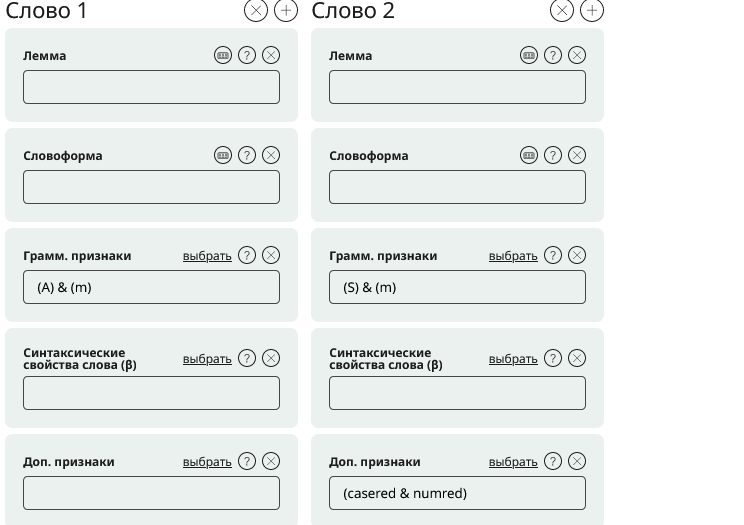 Слово 1
Слово 2
Лемма
?
Лемма
?
Словоформа
?
Словоформа
?
Грамм. признаки выбрать ?
(A) & (m)
Грамм. признаки выбрать ?
(S) & (m)
Синтаксические
свойства слова (β) выбрать ?
Синтаксические
свойства слова (β) выбрать ?
Доп. признаки выбрать ?
Доп. признаки выбрать ?
(casered & numred)